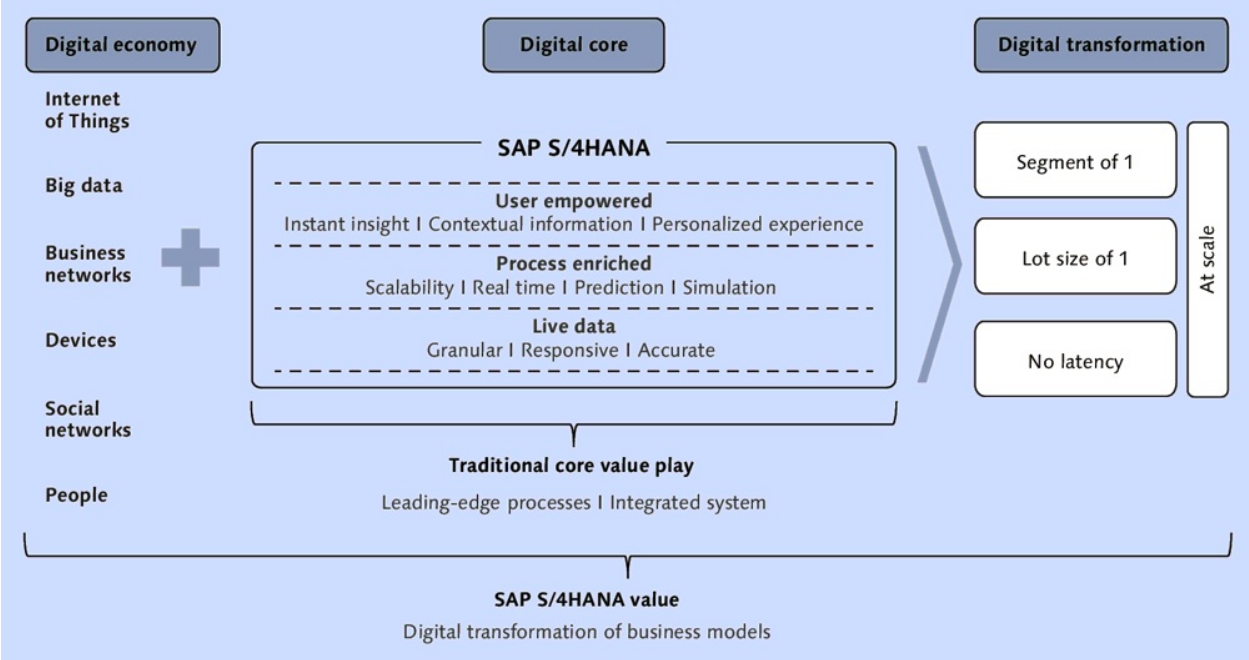 Digital economy
Digital core
Digital transformation
Internet
of Things
Big data
Business
networks
Devices
Social
networks
People
SAP S/4HANA
User empowered
Instant insight I Contextual information I Personalized experience
Process enriched
Scalability I Real time I Prediction I Simulation
Live data
Granular I Responsive I Accurate
Segment of 1
Lot size of 1
No latency
At scale
Traditional core value play
Leading-edge processes I Integrated system
SAP S/4HANA value
Digital transformation of business models